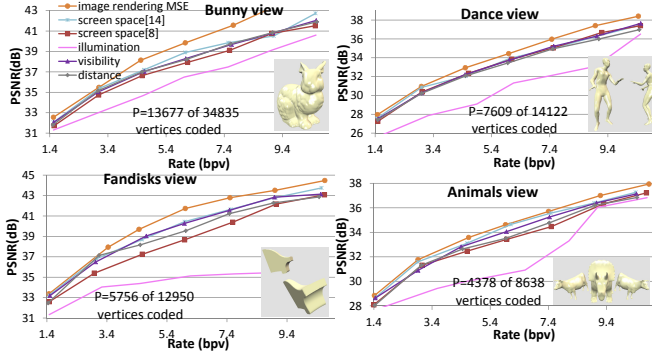 Bunny view
43
41
39
37
35
33
31
PSNR(dB)
image rendering MSE
screen space[14]
screen space[8]
illumination
visibility
distance
P=13677 of 34835
vertices coded
1.4 3.4 5.4 7.4 9.4
Rate (bpv)
Dance view
38
36
34
32
30
28
26
PSNR(dB)
P=7609 of 14122
vertices coded
1.4 3.4 5.4 7.4 9.4
Rate (bpv)
Fandisks view
45
43
41
39
37
35
33
31
PSNR(dB)
P=5756 of 12950
vertices coded
1.4 3.4 5.4 7.4 9.4
Rate (bpv)
Animals view
38
36
34
32
30
28
PSNR(dB)
P=4378 of 8638
vertices coded
1.4 3.4 5.4 7.4 9.4
Rate (bpv)